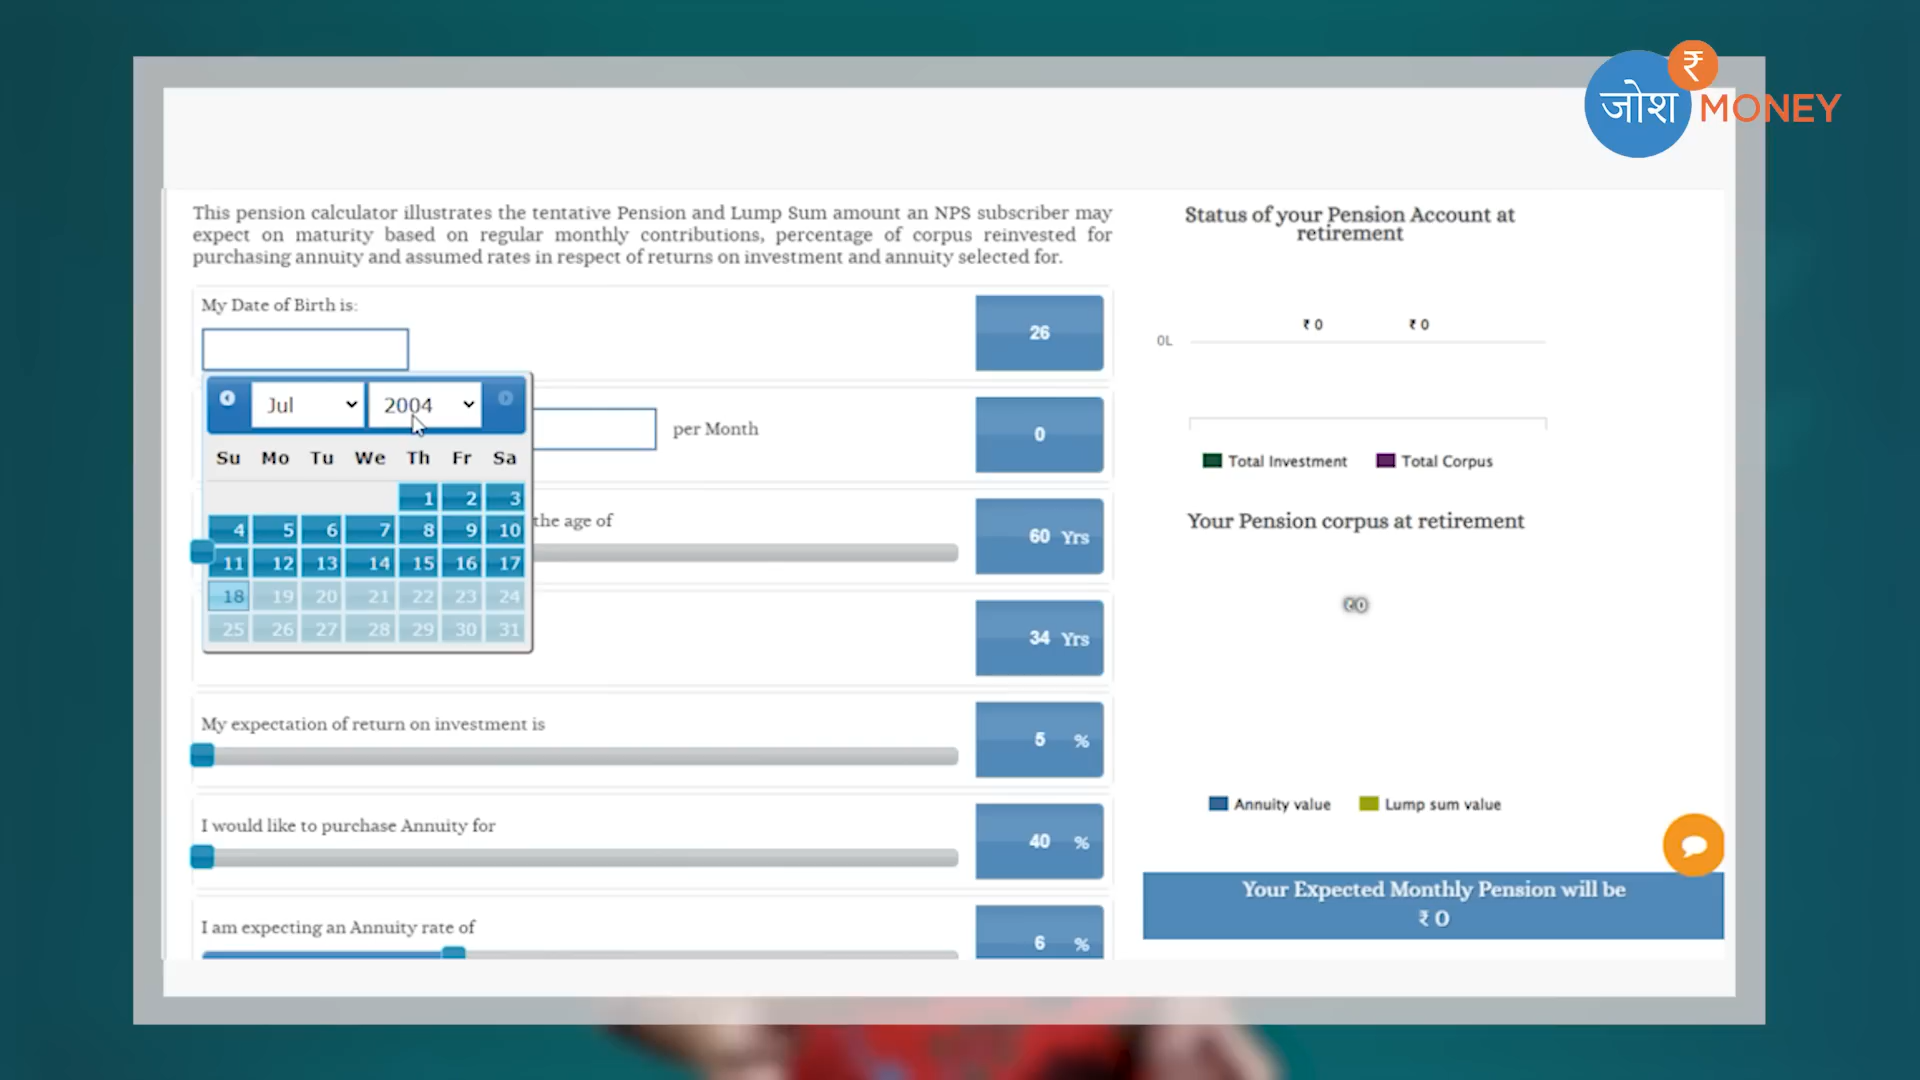 ₹
जोश MONEY
This pension calculator illustrates the tentative Pension and Lump Sum amount an NPS subscriber may
expect on maturity based on regular monthly contributions, percentage of corpus reinvested for
purchasing annuity and assumed rates in respect of returns on investment and annuity selected for.
My Date of Birth is:
26
Jul 2004
Su Mo Tu We Th Fr Sa
1 2 3
4 5 6 7 8 9 10
11 12 13 14 15 16 17
18 19 20 21 22 23 24
25 26 27 28 29 30 31
per Month
0
the age of
60 Yrs
34 Yrs
My expectation of return on investment is
5 %
I would like to purchase Annuity for
40 %
I am expecting an Annuity rate of
6 %
Status of your Pension Account at
retirement
₹ 0 ₹ 0
0L
Total Investment Total Corpus
Your Pension corpus at retirement
₹0
Annuity value Lump sum value
Your Expected Monthly Pension will be
₹ 0